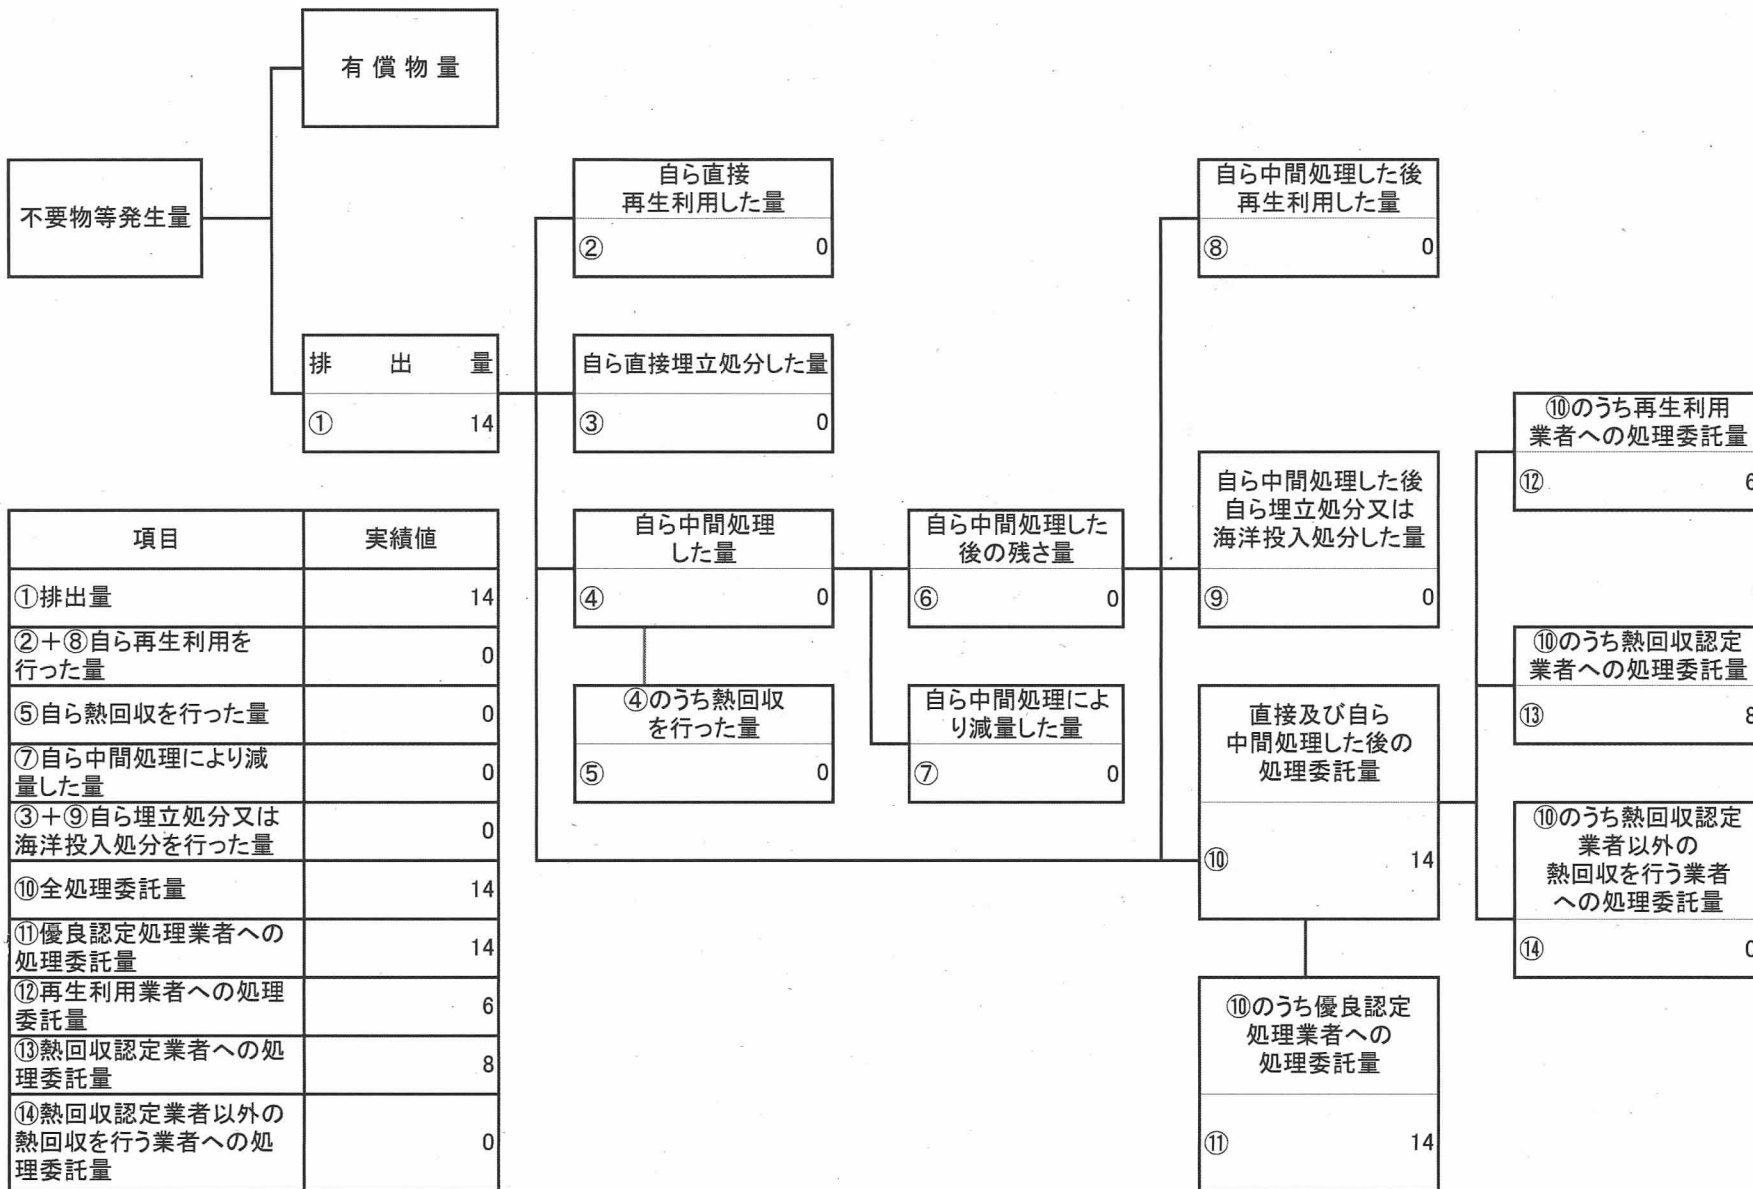 有償物量
不要物等発生量
自ら直接
再生利用した量
② 0
自ら中間処理した後
再生利用した量
⑧ 0
排出量
① 14
自ら直接埋立処分した量
③ 0
⑩のうち再生利用
業者への処理委託量
⑫ 6
自ら中間処理
した量
④ 0
自ら中間処理した
後の残さ量
⑥ 0
自ら中間処理した後
自ら埋立処分又は
海洋投入処分した量
⑨ 0
⑩のうち熱回収認定
業者への処理委託量
⑬ 8
④のうち熱回収
を行った量
⑤ 0
自ら中間処理によ
り減量した量
⑦ 0
直接及び自ら
中間処理した後の
処理委託量
⑩ 14
⑩のうち熱回収認定
業者以外の
熱回収を行う業者
への処理委託量
⑭ 0
⑩のうち優良認定
処理業者への
処理委託量
⑪ 14
項目 実績値
①排出量 14
②+⑧自ら再生利用を
行った量 0
⑤自ら熱回収を行った量 0
⑦自ら中間処理により減
量した量 0
③+⑨自ら埋立処分又は
海洋投入処分を行った量 0
⑩全処理委託量 14
⑪優良認定処理業者への
処理委託量 14
⑫再生利用業者への処理
委託量 6
⑬熱回収認定業者への処
理委託量 8
⑭熱回収認定業者以外の
熱回収を行う業者への処
理委託量 0